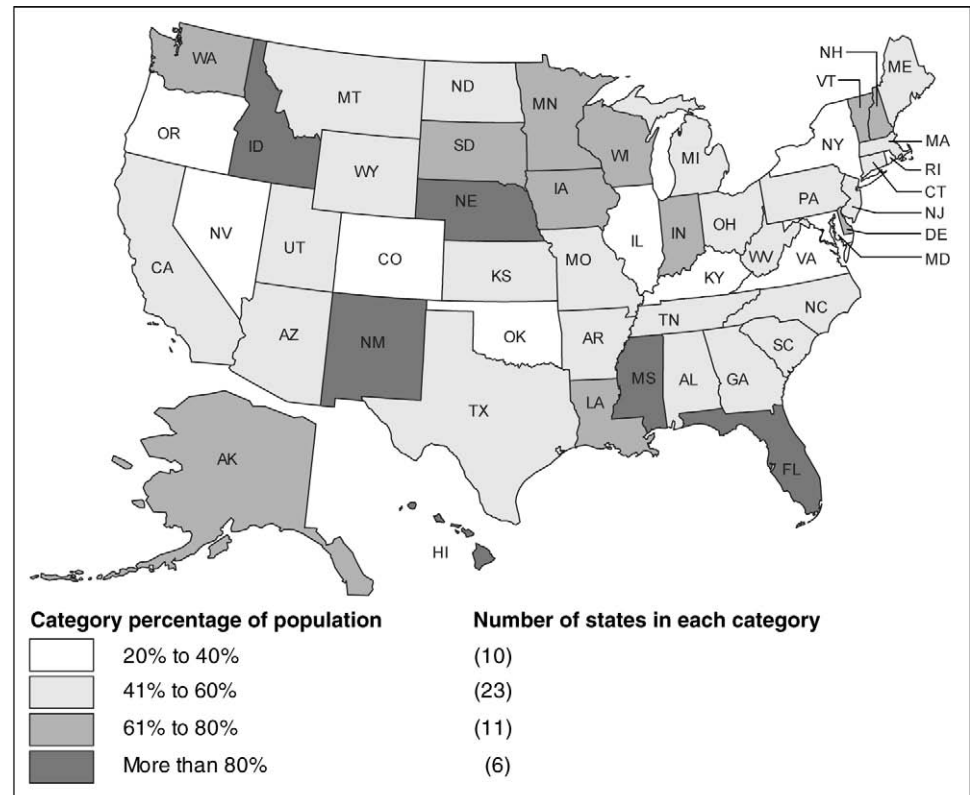 NH
WA
ME
VT
MT
ND
MN
OR
NY
MA
ID
SD
WI
MI
RI
WY
CT
PA
NJ
IA
NE
DE
OH
IN
NV
IL
UT
MD
WV
VA
CO
CA
MO
KS
KY
NC
TN
AZ
OK
NM
AR
SC
MS
AL
GA
LA
TX
AK
FL
HI
Category percentage of population
Number of states in each category
20% to 40%
(10)
41% to 60%
(23)
61% to 80%
(11)
More than 80%
(6)